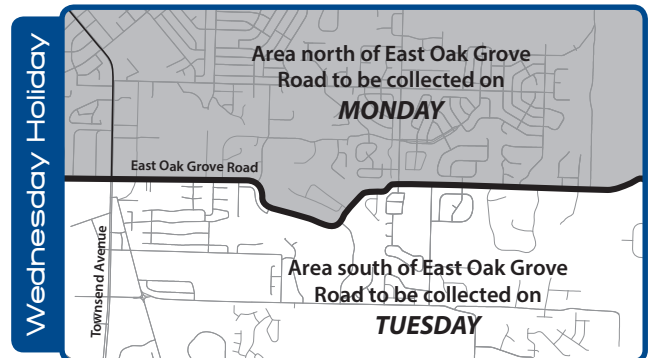 Wednesday Holiday
Area north of East Oak Grove
Road to be collected on
MONDAY
East Oak Grove Road
Townsend Avenue
Area south of East Oak Grove
Road to be collected on
TUESDAY